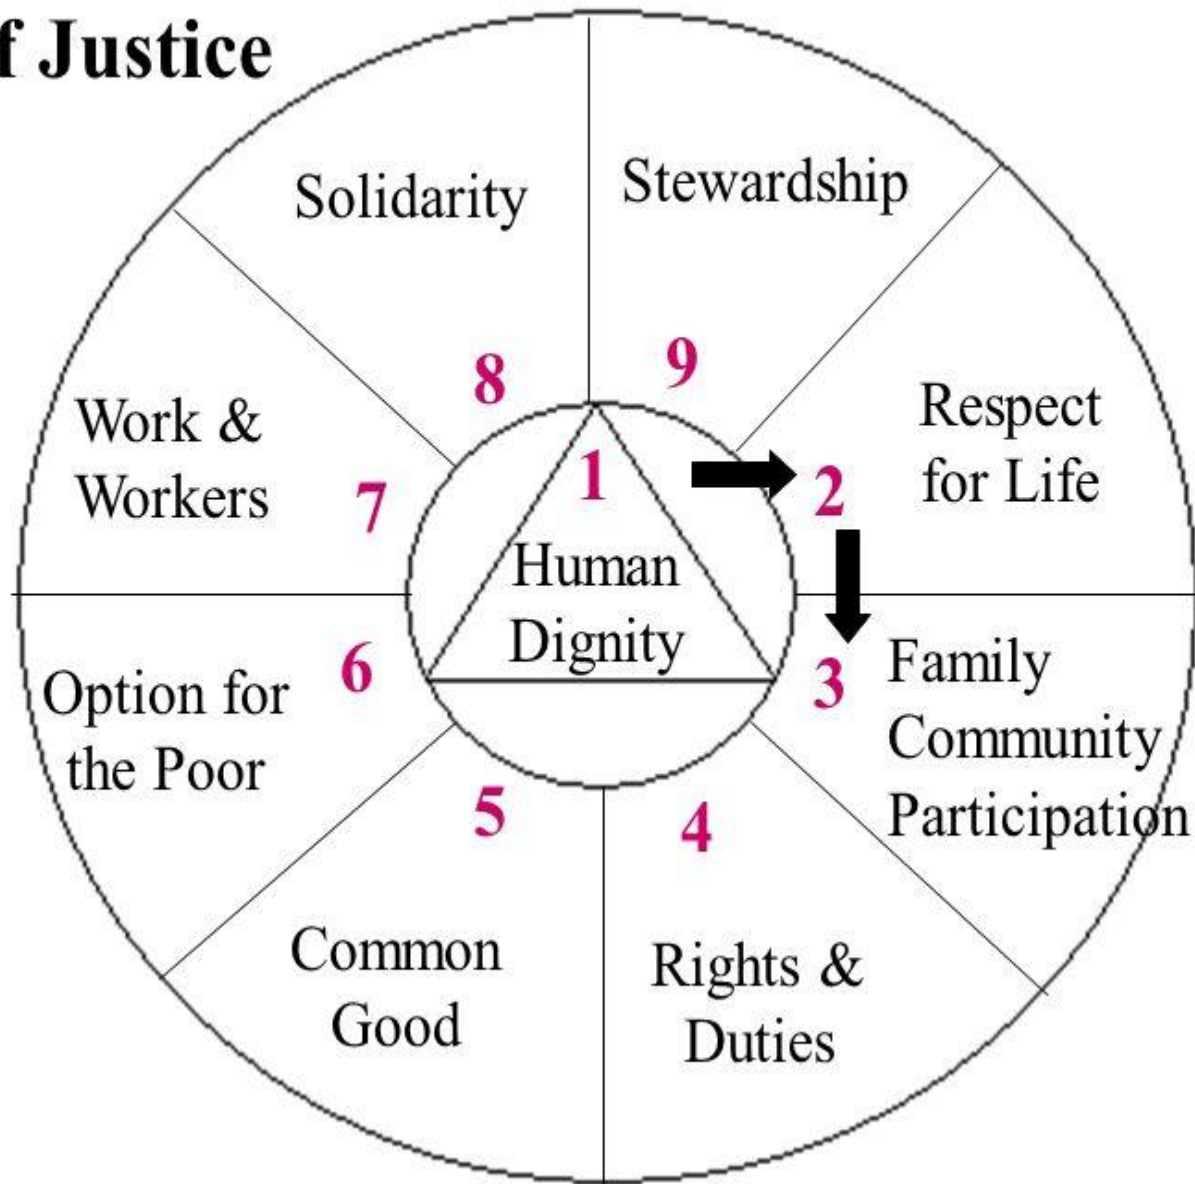 f Justice
Solidarity
Stewardship
8
9
Work &
Workers
Respect
for Life
7
1
2
Human
Dignity
6
3
Option for
the Poor
Family
Community
Participation
5
4
Common
Good
Rights &
Duties